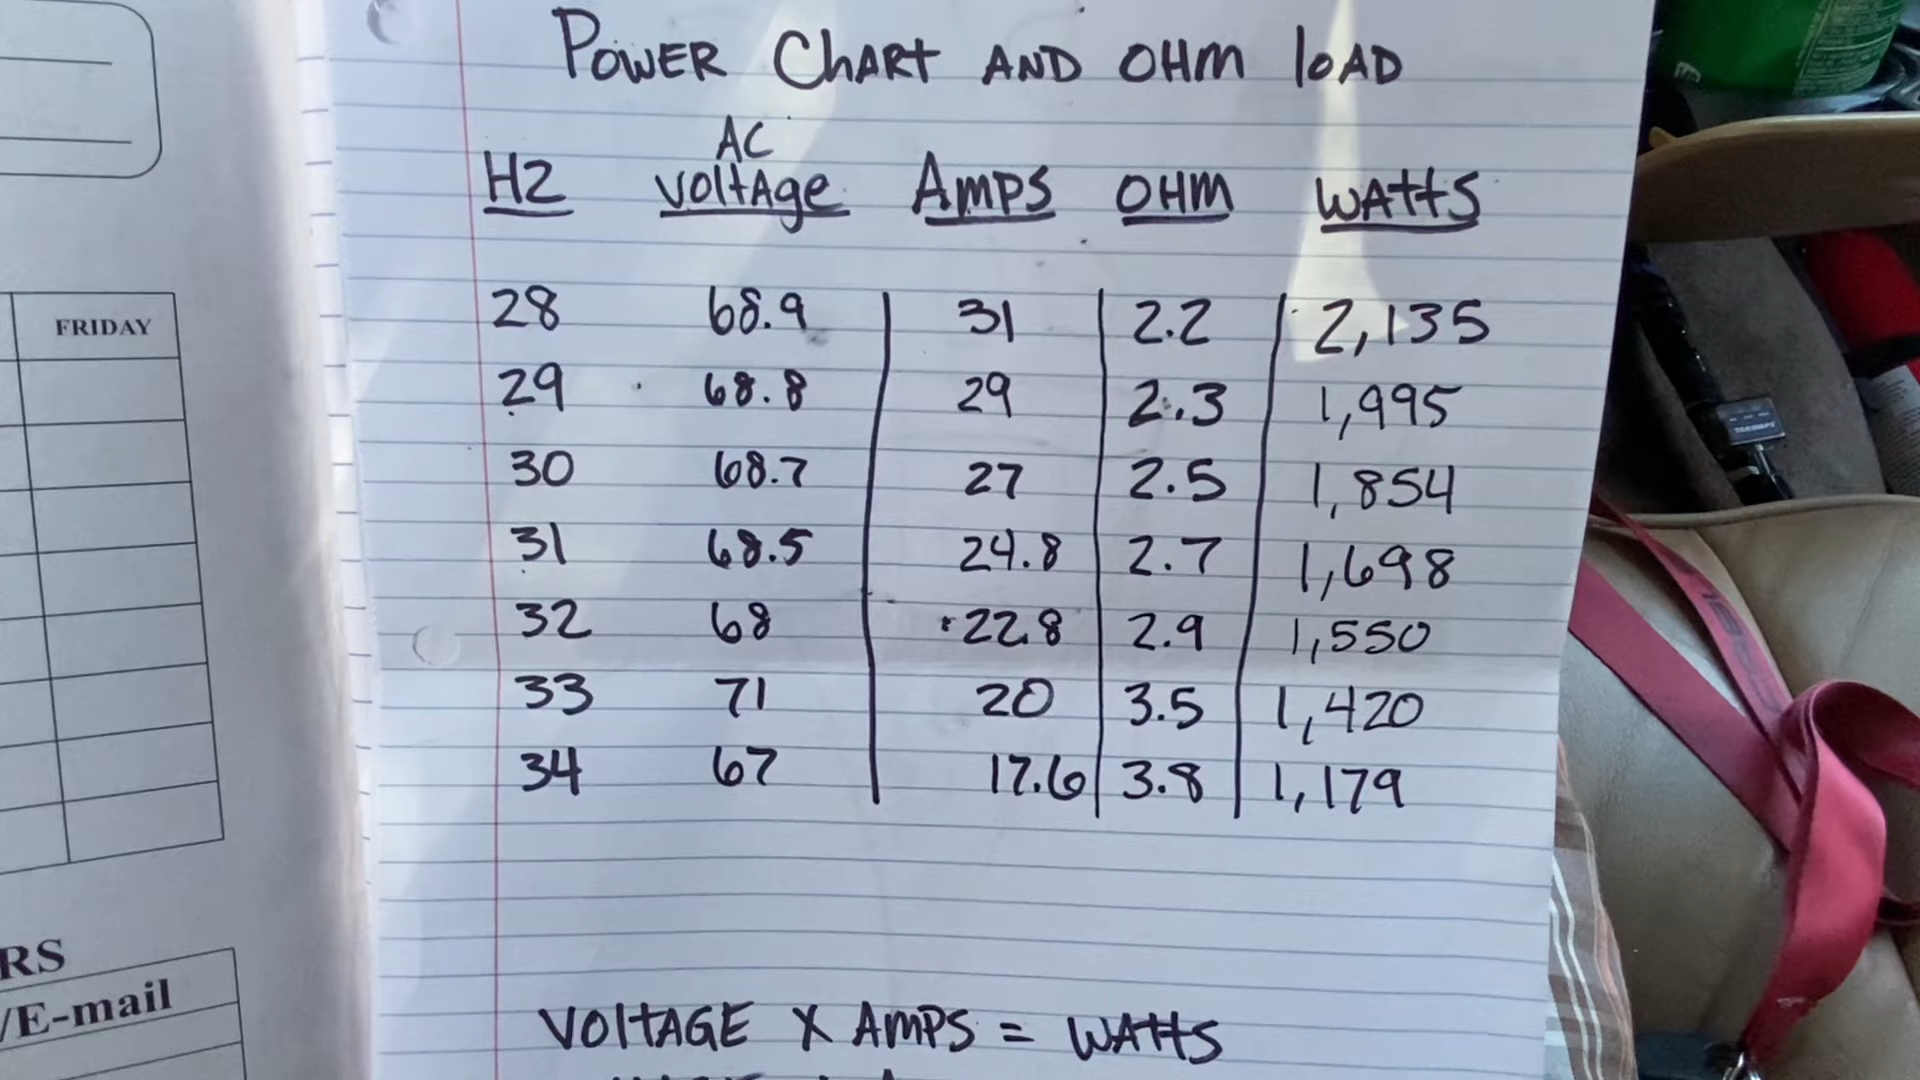 POWER ChART AND OHM lOAD
AC
HZ VOltAge AMPS OHM WAttS
28 68.9 31 2.2 2,135
29 68.8 29 2.3 1,995
30 68.7 27 2.5 1,854
31 68.5 24.8 2.7 1,698
32 68 22.8 2.9 1,550
33 71 20 3.5 1,420
34 67 17.6 3.8 1,179
VOltAGE X AMPS = WAttS
FRIDAY
RS
/E-mail